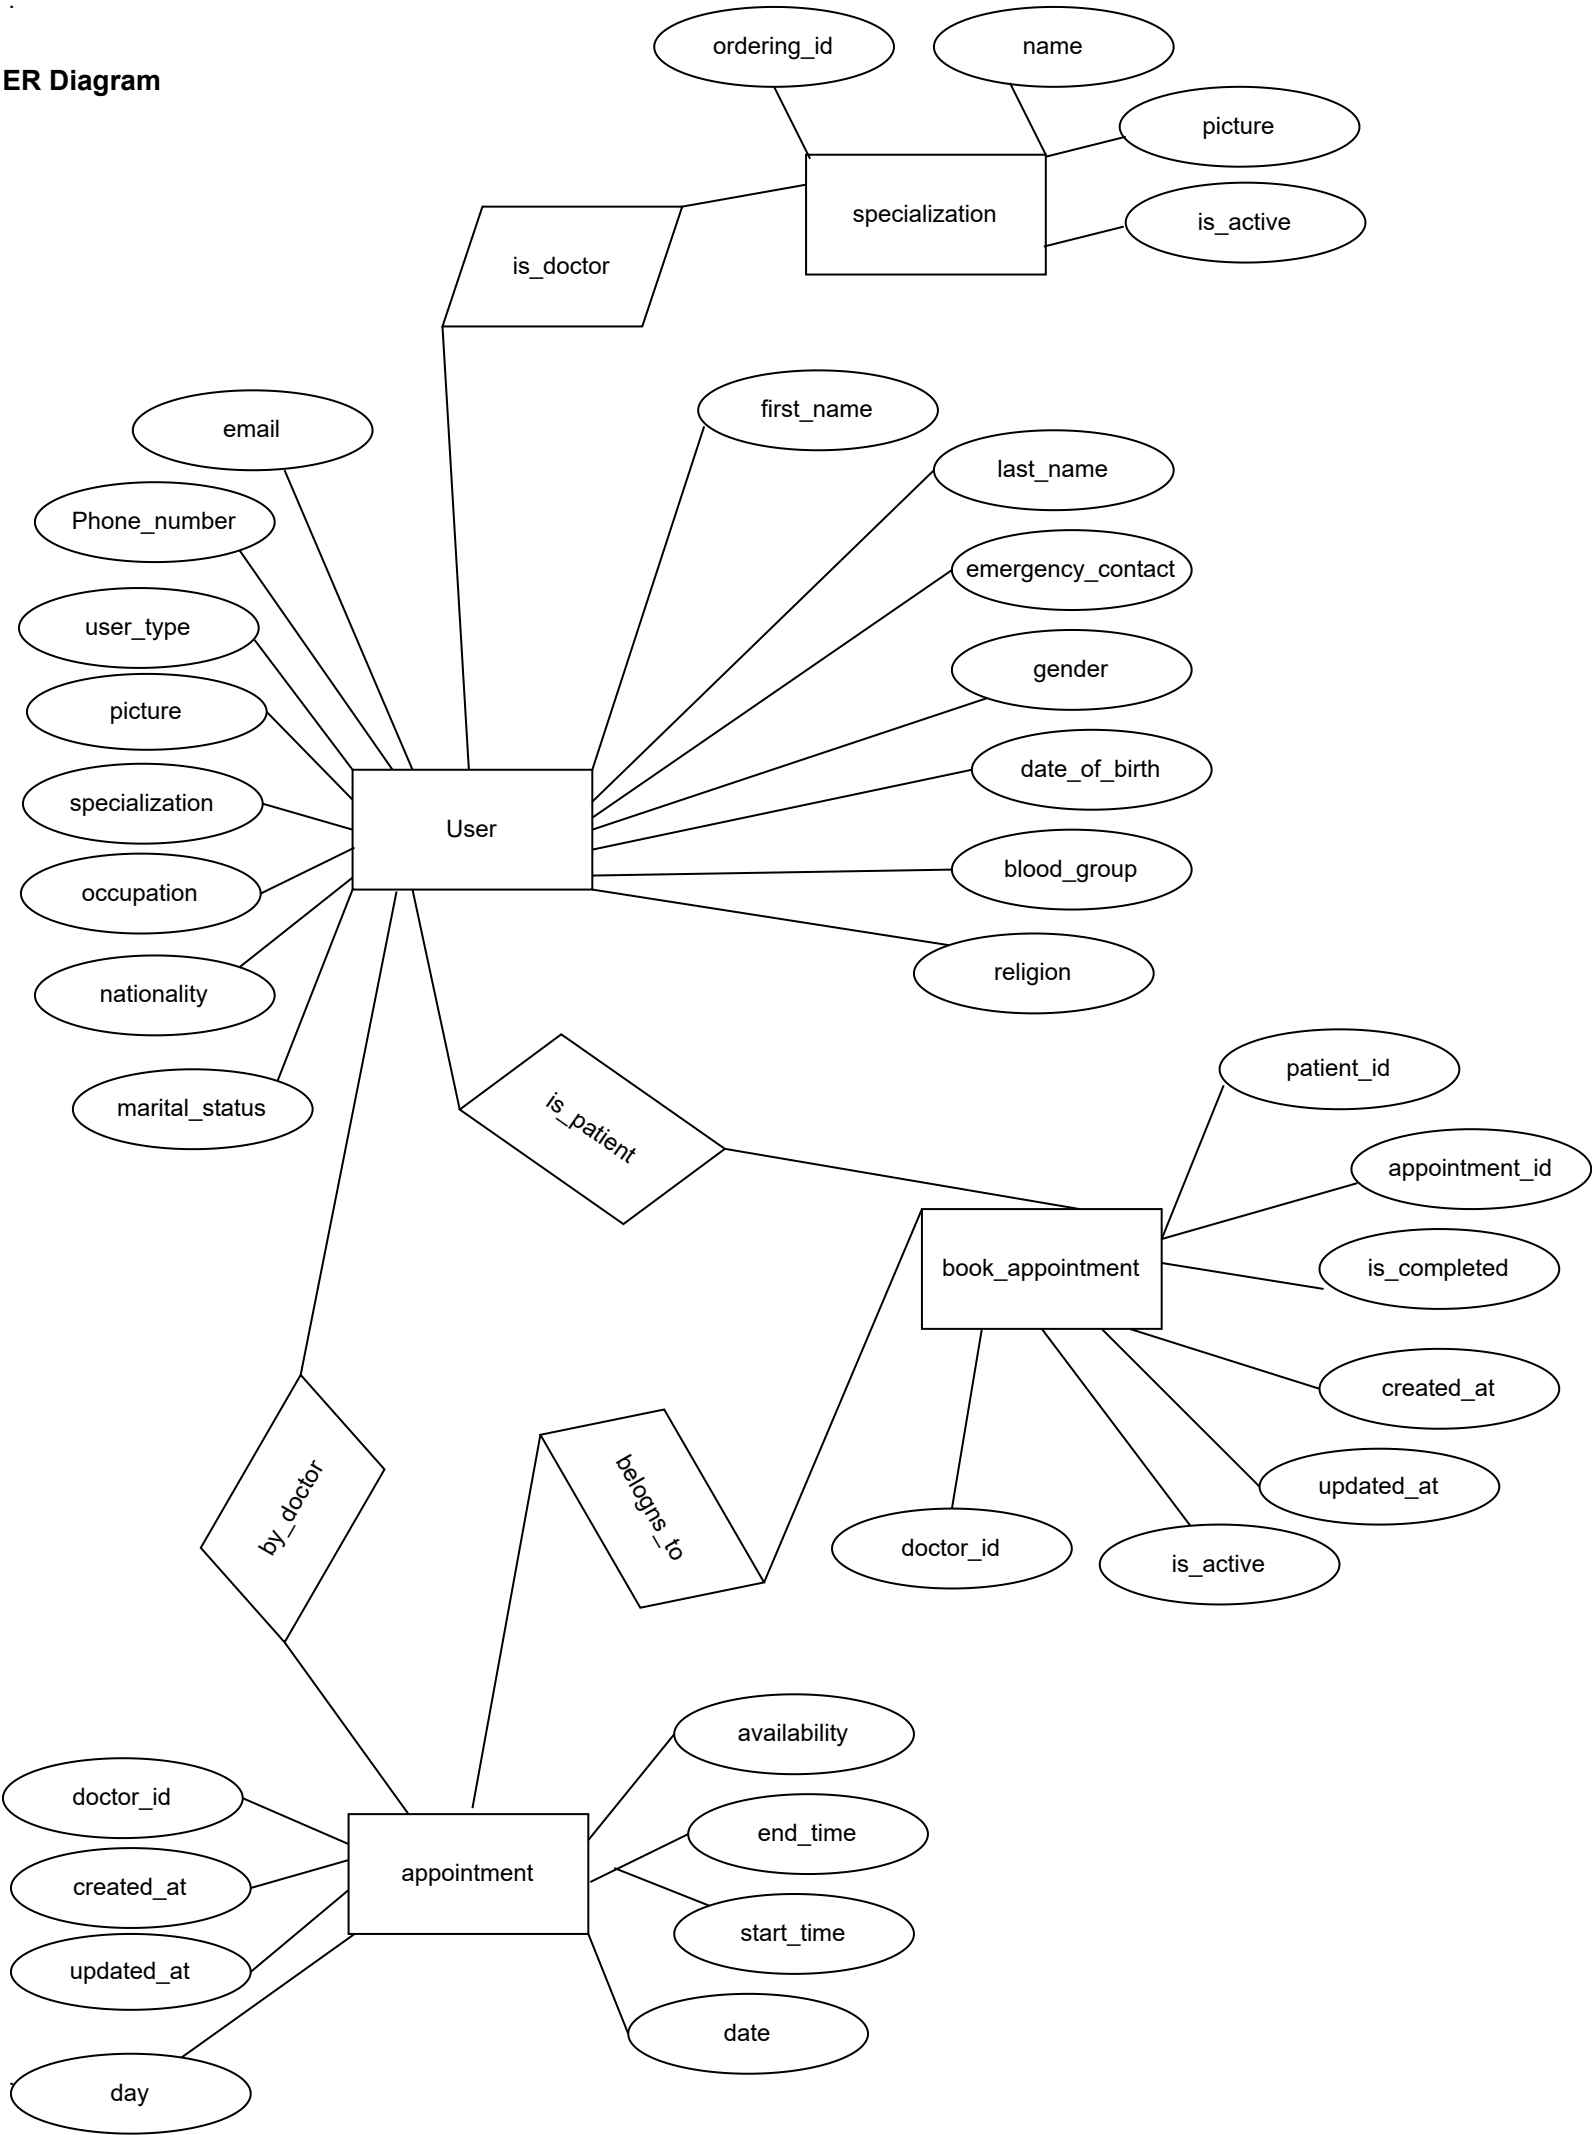 ER Diagram
ordering_id
name
picture
is_active
specialization
is_doctor
email
Phone_number
user_type
picture
specialization
occupation
nationality
marital_status
User
first_name
last_name
emergency_contact
gender
date_of_birth
blood_group
religion
is_patient
patient_id
appointment_id
is_completed
book_appointment
created_at
updated_at
is_active
doctor_id
by_doctor
belogns_to
availability
end_time
start_time
date
appointment
doctor_id
created_at
updated_at
day